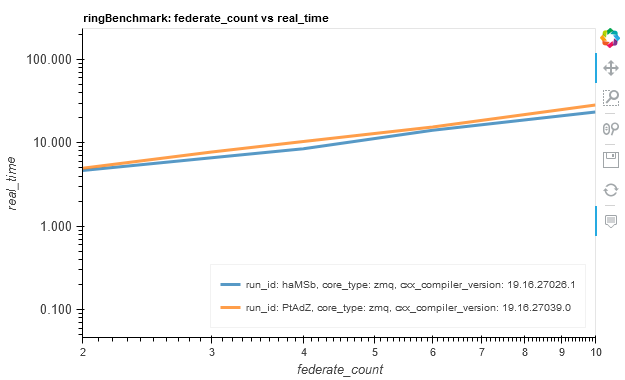 ringBenchmark: federate_count vs real_time
100.000
10.000
1.000
0.100
real_time
run_id: haMSb, core_type: zmq, cxx_compiler_version: 19.16.27026.1
run_id: PtAdZ, core_type: zmq, cxx_compiler_version: 19.16.27039.0
2 3 4 5 6 7 8 9 10
federate_count